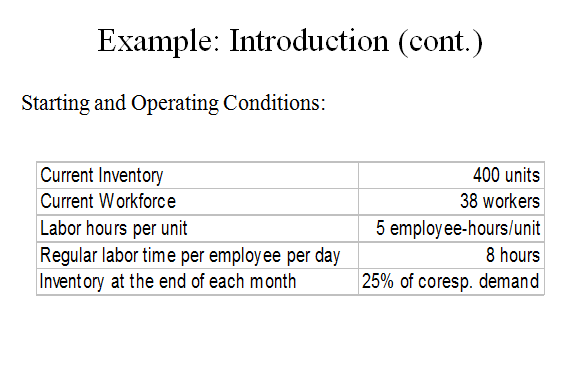 Example: Introduction (cont.)
Starting and Operating Conditions:
Current Inventory 400 units
Current Workforce 38 workers
Labor hours per unit 5 employee-hours/unit
Regular labor time per employee per day 8 hours
Inventory at the end of each month 25% of coresp. demand